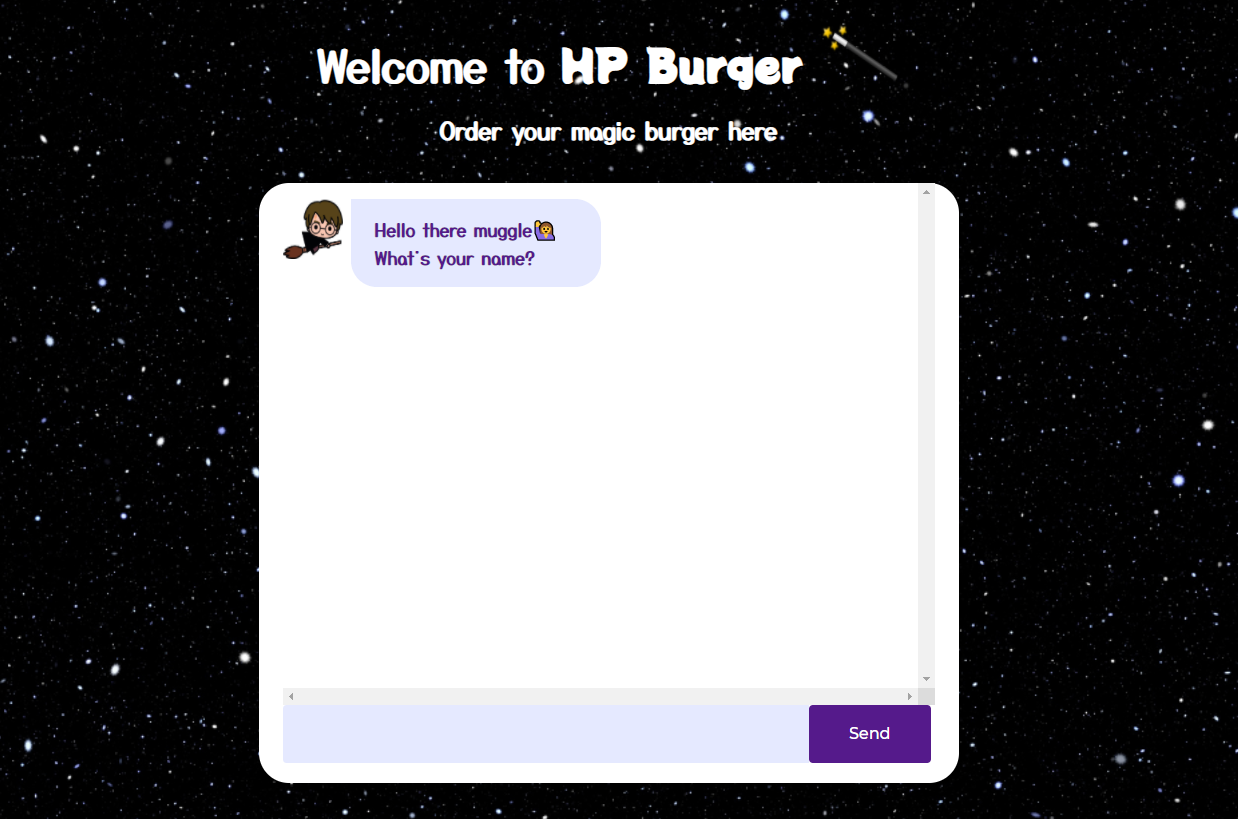 Welcome to HP Burger
Order your magic burger here
Hello there muggle🙋‍♀️
What's your name?
Send